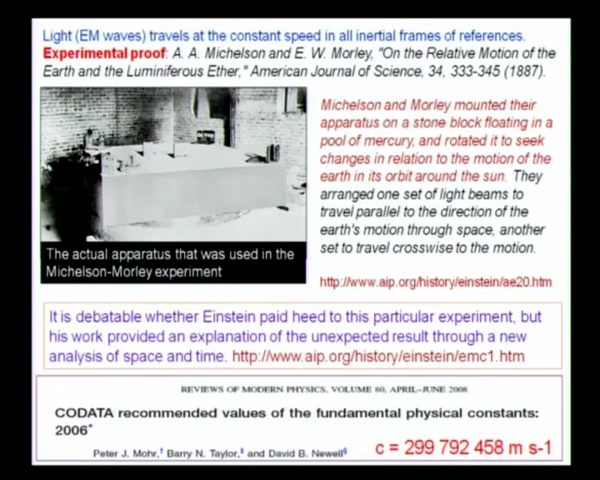 Light (EM waves) travels at the constant speed in all inertial frames of references.
Experimental proof: A. A. Michelson and E. W. Morley, "On the Relative Motion of the
Earth and the Luminiferous Ether," American Journal of Science, 34, 333-345 (1887).
Michelson and Morley mounted their
apparatus on a stone block floating in a
pool of mercury, and rotated it to seek
changes in relation to the motion of the
earth in its orbit around the sun. They
arranged one set of light beams to
travel parallel to the direction of the
earth's motion through space, another
set to travel crosswise to the motion.
The actual apparatus that was used in the
Michelson-Morley experiment
http://www.aip.org/history/einstein/ae20.htm
It is debatable whether Einstein paid heed to this particular experiment, but
his work provided an explanation of the unexpected result through a new
analysis of space and time. http://www.aip.org/history/einstein/emc1.htm
REVIEWS OF MODERN PHYSICS, VOLUME 80, APRIL–JUNE 2008
CODATA recommended values of the fundamental physical constants:
2006*
Peter J. Mohr,† Barry N. Taylor,‡ and David B. Newell§
c = 299 792 458 m s-1